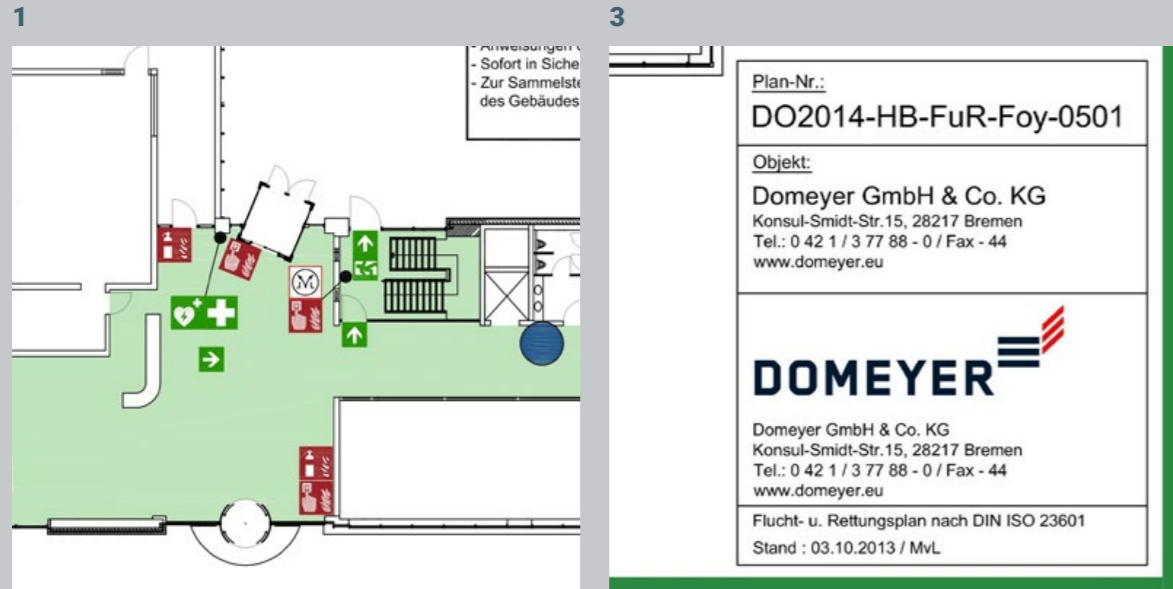 1
- Anweisungen
- Sofort in Siche
- Zur Sammelste
des Gebäudes
3
Plan-Nr.:
DO2014-HB-FuR-Foy-0501
Objekt:
Domeyer GmbH & Co. KG
Konsul-Smidt-Str.15, 28217 Bremen
Tel.: 0 42 1 / 3 77 88 - 0 / Fax - 44
www.domeyer.eu
DOMEYER
Domeyer GmbH & Co. KG
Konsul-Smidt-Str.15, 28217 Bremen
Tel.: 0 42 1 / 3 77 88 - 0 / Fax - 44
www.domeyer.eu
Flucht- u. Rettungsplan nach DIN ISO 23601
Stand : 03.10.2013 / MvL